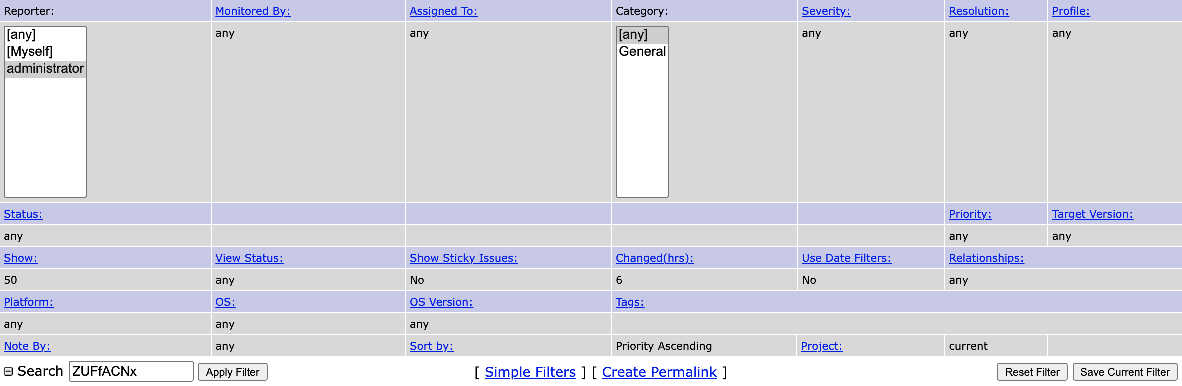 Reporter: Monitored By: Assigned To: Category: Severity: Resolution: Profile:
[any] any any [any] any any any
[Myself] General
administrator
Status: Priority: Target Version:
any any any
Show: View Status: Show Sticky Issues: Changed(hrs): Use Date Filters: Relationships:
50 any No 6 No any
Platform: OS: OS Version: Tags:
any any any
Note By: any Sort by: Priority Ascending Project: current
Search ZUFfACNx Apply Filter [ Simple Filters ] [ Create Permalink ] Reset Filter Save Current Filter